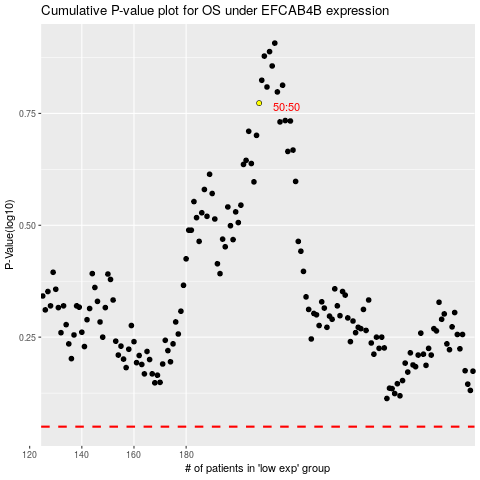 Cumulative P-value plot for OS under EFCAB4B expression
P-Value(log10)
0.75
0.50
0.25
50:50
120 140 160 180
# of patients in 'low exp' group